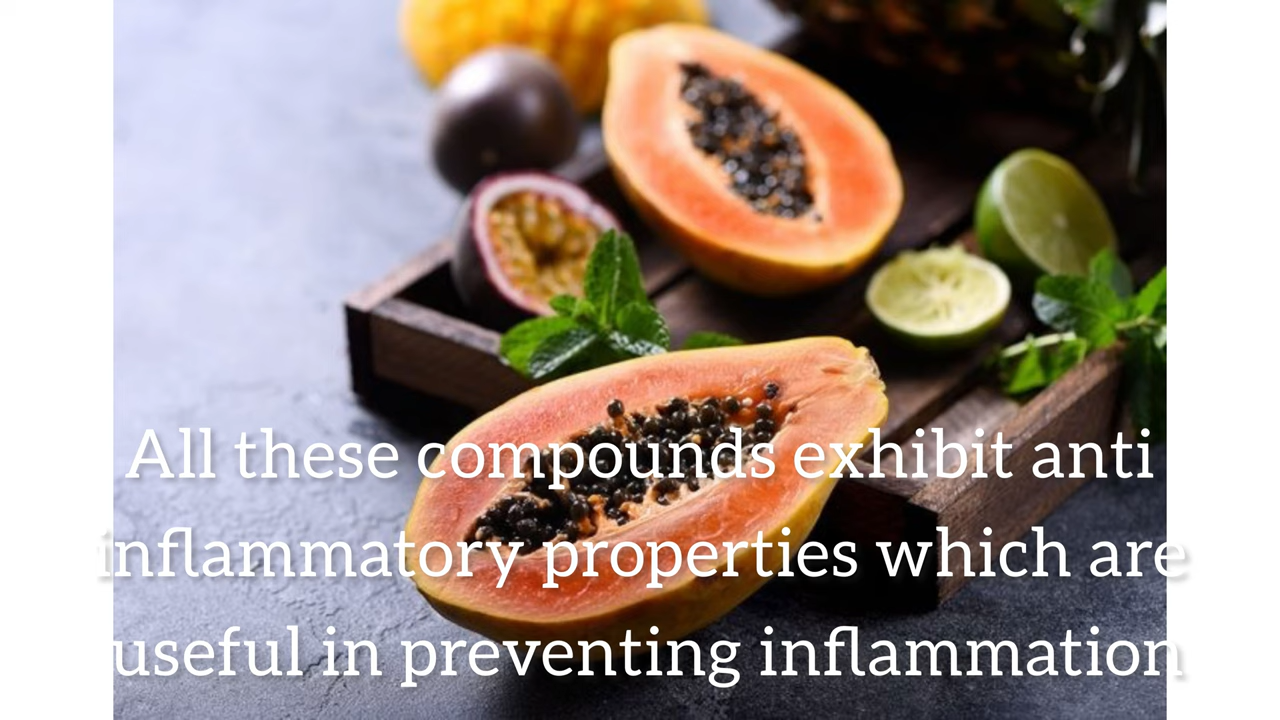 All these compounds exhibit anti
inflammatory properties which are
useful in preventing inflammation